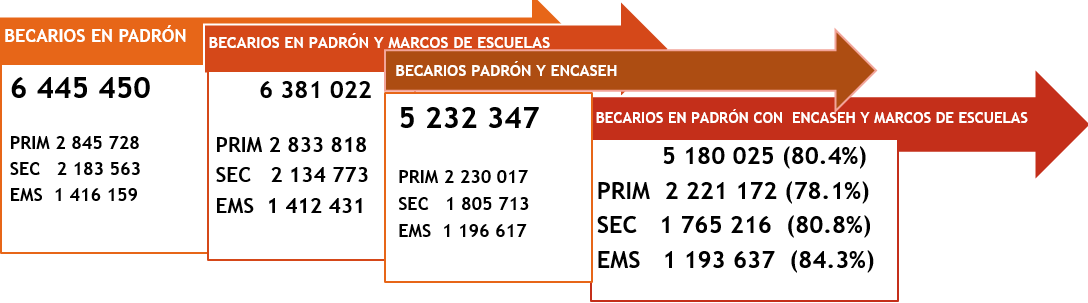 BECARIOS EN PADRÓN
6 445 450
PRIM 2 845 728
SEC 2 183 563
EMS 1 416 159
BECARIOS EN PADRÓN Y MARCOS DE ESCUELAS
6 381 022
PRIM 2 833 818
SEC 2 134 773
EMS 1 412 431
BECARIOS PADRÓN Y ENCASEH
5 232 347
PRIM 2 230 017
SEC 1 805 713
EMS 1 196 617
BECARIOS EN PADRÓN CON ENCASEH Y MARCOS DE ESCUELAS
5 180 025 (80.4%)
PRIM 2 221 172 (78.1%)
SEC 1 765 216 (80.8%)
EMS 1 193 637 (84.3%)